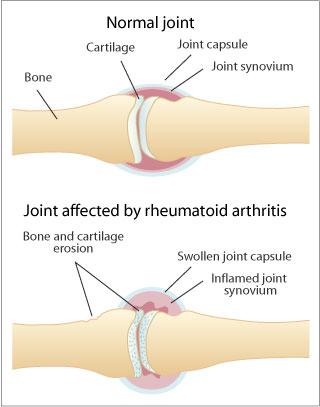 Normal joint
Cartilage
Joint capsule
Joint synovium
Bone
Joint affected by rheumatoid arthritis
Bone and cartilage
erosion
Swollen joint capsule
Inflamed joint
synovium